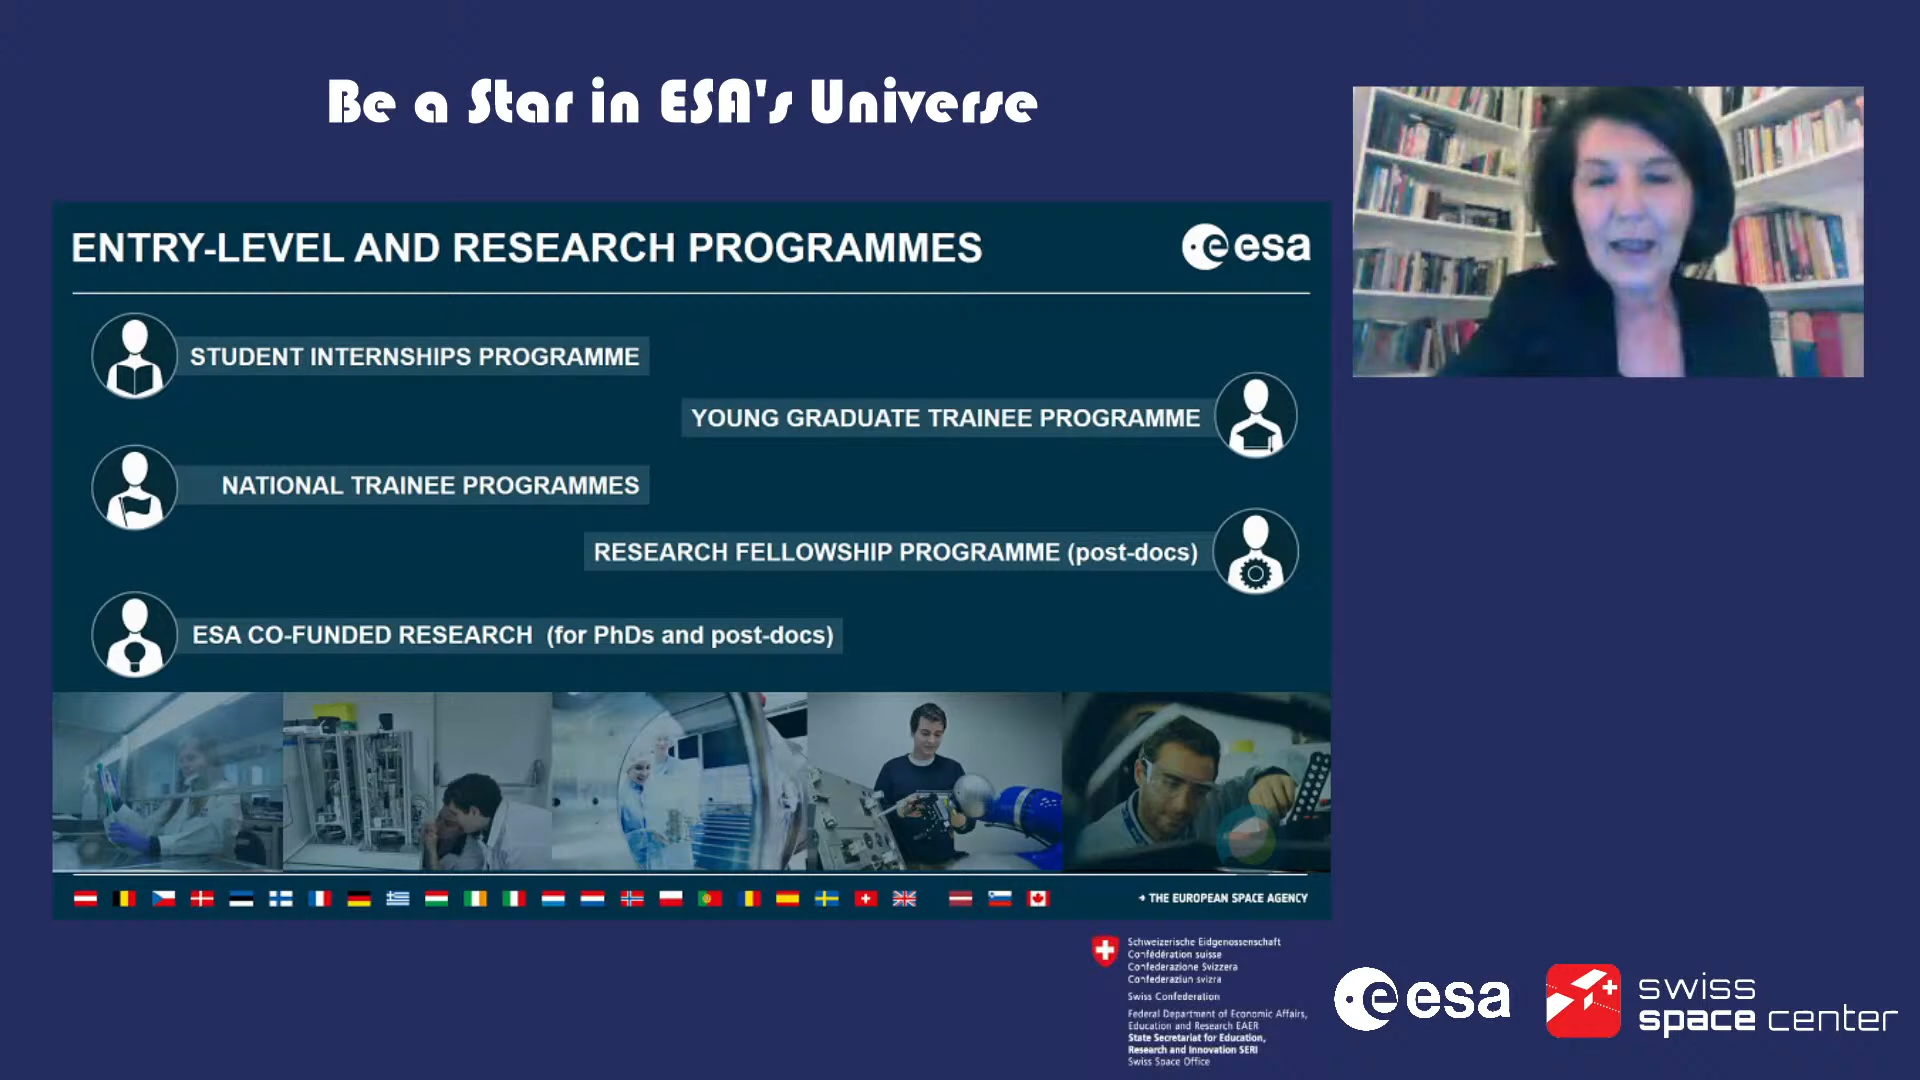 Be a Star in ESA's Universe
ENTRY-LEVEL AND RESEARCH PROGRAMMES
esa
STUDENT INTERNSHIPS PROGRAMME
YOUNG GRADUATE TRAINEE PROGRAMME
NATIONAL TRAINEE PROGRAMMES
RESEARCH FELLOWSHIP PROGRAMME (post-docs)
ESA CO-FUNDED RESEARCH (for PhDs and post-docs)
→ THE EUROPEAN SPACE AGENCY
Schweizerische Eidgenossenschaft
Confédération suisse
Confederazione Svizzera
Confederaziun svizra
Swiss Confederation
Federal Department of Economic Affairs,
Education and Research EAER
State Secretariat for Education,
Research and Innovation SERI
Swiss Space Office
esa
swiss
space center